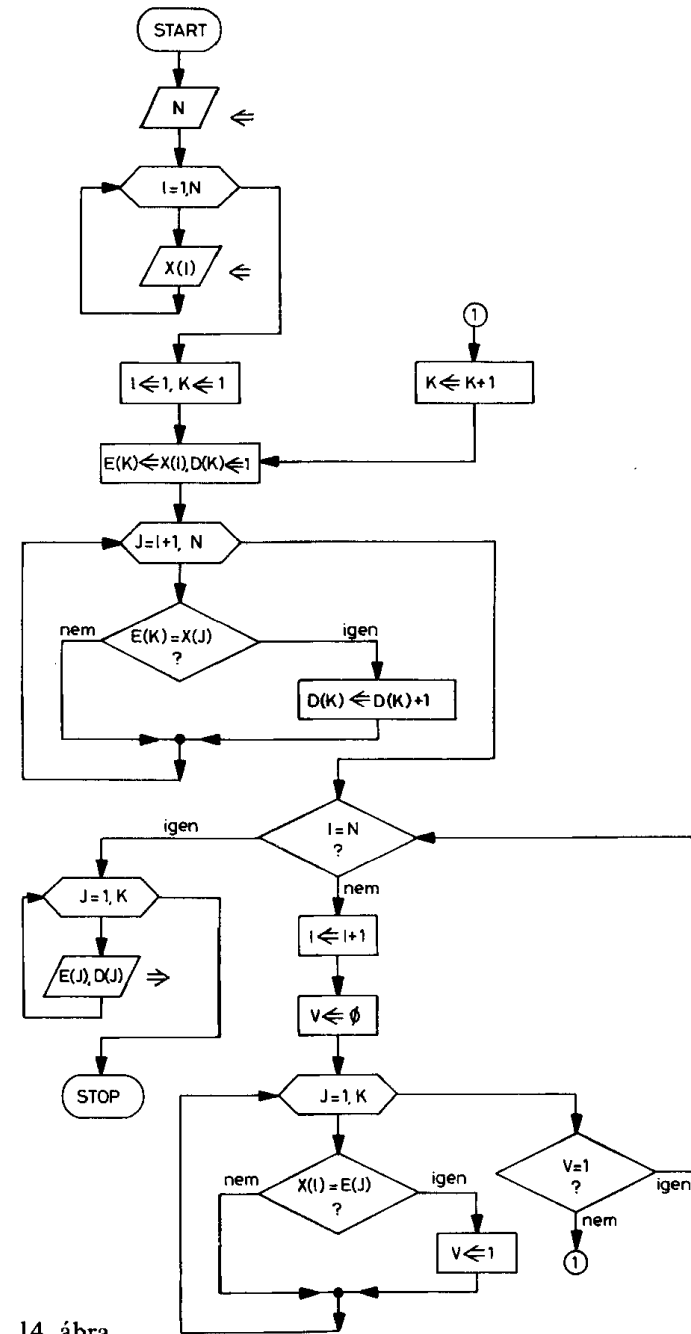 START
N
⇐
I=1,N
X(I)
⇐
1
I⇐1, K⇐1
K⇐K+1
E(K)⇐X(I),D(K)⇐1
J=I+1, N
nem
E(K)=X(J)
?
igen
D(K)⇐D(K)+1
igen
I=N
?
nem
J=1,K
I⇐I+1
E(J),D(J)
⇒
V⇐∅
STOP
J=1,K
nem
X(I)=E(J)
?
igen
V=1
?
igen
nem
V⇐1
1
14. ábra